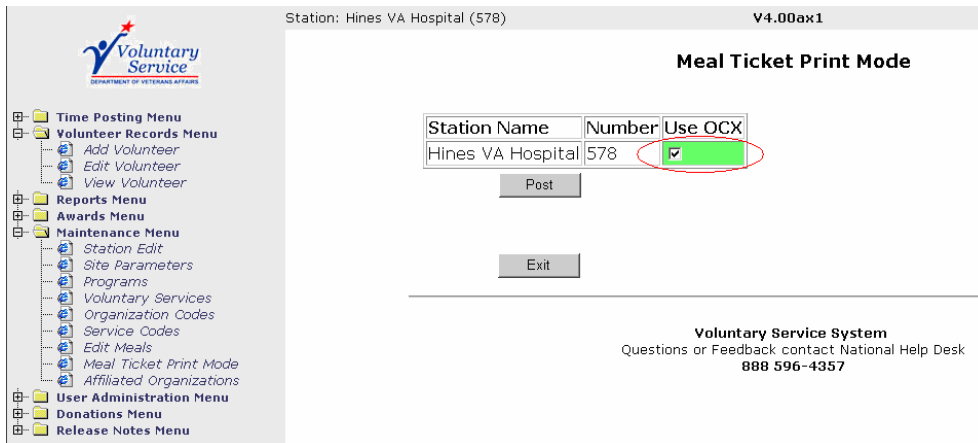 Station: Hines VA Hospital (578) V4.00ax1
Voluntary
Service
DEPARTMENT OF VETERANS AFFAIRS
Meal Ticket Print Mode
Time Posting Menu
Volunteer Records Menu
Add Volunteer
Edit Volunteer
View Volunteer
Reports Menu
Awards Menu
Maintenance Menu
Station Edit
Site Parameters
Programs
Voluntary Services
Organization Codes
Service Codes
Edit Meals
Meal Ticket Print Mode
Affiliated Organizations
User Administration Menu
Donations Menu
Release Notes Menu
Station Name Number Use OCX
Hines VA Hospital 578
Post
Exit
Voluntary Service System
Questions or Feedback contact National Help Desk
888 596-4357